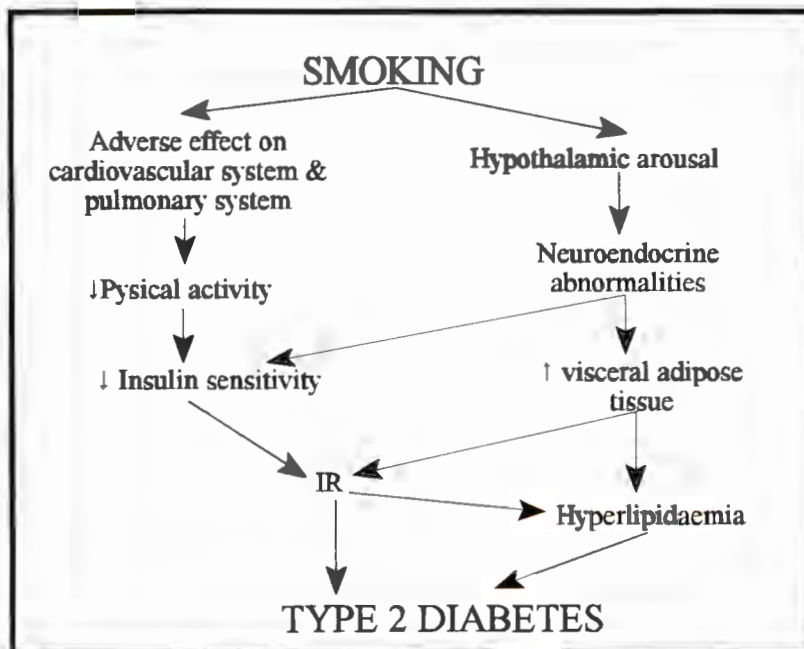 SMOKING
Adverse effect on
cardiovascular system &
pulmonary system
Hypothalamic arousal
Neuroendocrine
abnormalities
↓Pysical activity
↓ Insulin sensitivity
↑ visceral adipose
tissue
IR
Hyperlipidaemia
TYPE 2 DIABETES